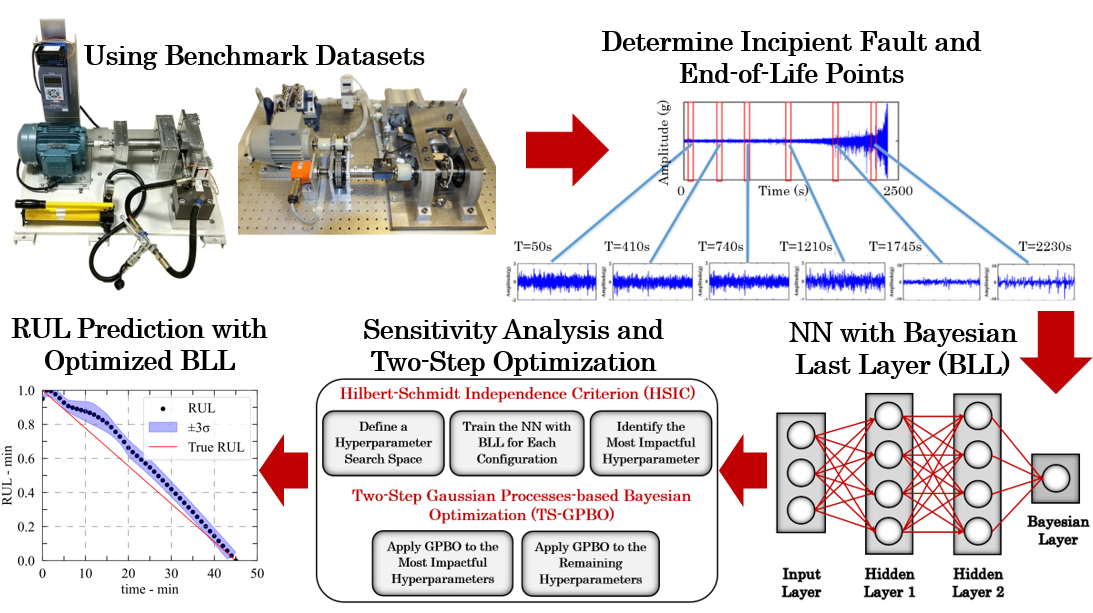 Using Benchmark Datasets
Determine Incipient Fault and
End-of-Life Points
Amplitude (g)
0
Time (s)
2500
T=50s
T=410s
T=740s
T=1210s
T=1745s
T=2230s
Amplitude(g)
Amplitude(g)
Amplitude(g)
Amplitude(g)
Amplitude(g)
Amplitude(g)
NN with Bayesian
Last Layer (BLL)
Input
Layer
Hidden
Layer 1
Hidden
Layer 2
Bayesian
Layer
Sensitivity Analysis and
Two-Step Optimization
Hilbert-Schmidt Independence Criterion (HSIC)
Define a
Hyperparameter
Search Space
Train the NN with
BLL for Each
Configuration
Identify the
Most Impactful
Hyperparameter
Two-Step Gaussian Processes-based Bayesian
Optimization (TS-GPBO)
Apply GPBO to the
Most Impactful
Hyperparameters
Apply GPBO to the
Remaining
Hyperparameters
RUL Prediction with
Optimized BLL
RUL - min
1.0
0.8
0.6
0.4
0.2
0.0
RUL
±3σ
True RUL
0
10
20
30
40
50
time - min